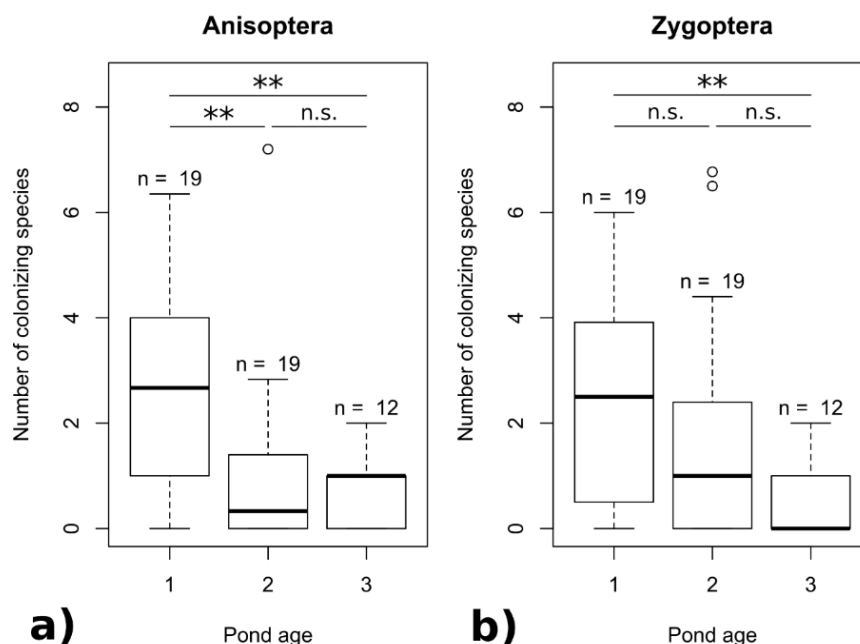 Anisoptera
Number of colonizing species
0
2
4
6
8
**
**
n.s.
n = 19
n = 19
n = 12
1
2
3
Pond age
a)
Zygoptera
Number of colonizing species
0
2
4
6
8
**
n.s.
n.s.
n = 19
n = 19
n = 12
1
2
3
Pond age
b)